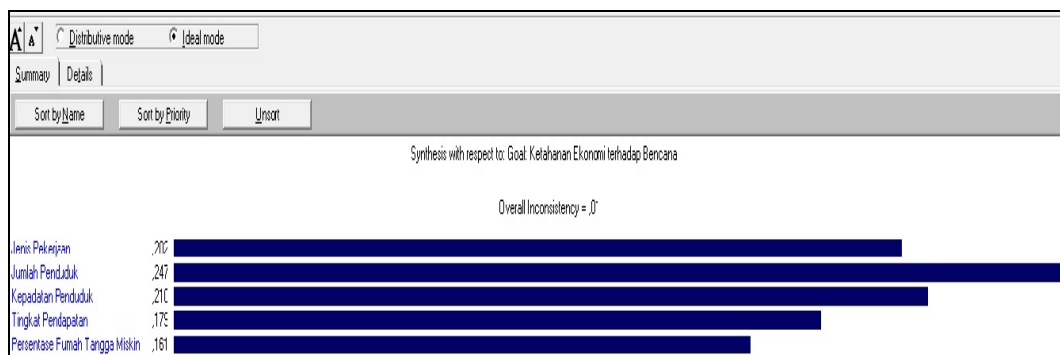 A A Distributive mode Ideal mode
Summary Details
Sort by Name Sort by Priority Unsort
Synthesis with respect to: Goal: Ketahanan Ekonomi terhadap Bencana
Overall Inconsistency =
Jenis Pekerjaan ,202
Jumlah Penduduk ,247
Kepadatan Penduduk ,210
Tingkat Pendapatan ,179
Persentase Rumah Tangga Miskin ,161